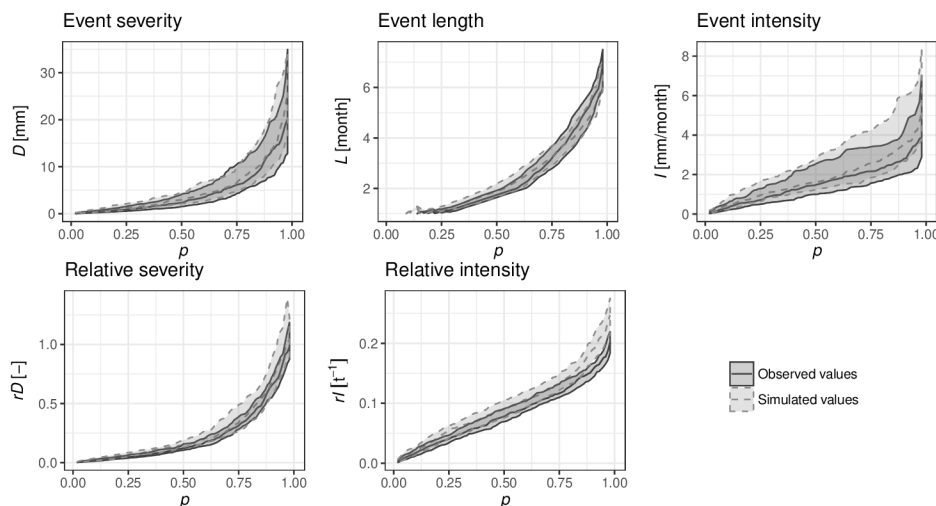 Event severity
Event length
Event intensity
D [mm]
30
20
10
0
0.00 0.25 0.50 0.75 1.00
p
L [month]
6
4
2
0.00 0.25 0.50 0.75 1.00
p
I [mm/month]
8
6
4
2
0
0.00 0.25 0.50 0.75 1.00
p
Relative severity
Relative intensity
rD [−]
1.0
0.5
0.0
0.00 0.25 0.50 0.75 1.00
p
rI [t⁻¹]
0.2
0.1
0.0
0.00 0.25 0.50 0.75 1.00
p
Observed values
Simulated values